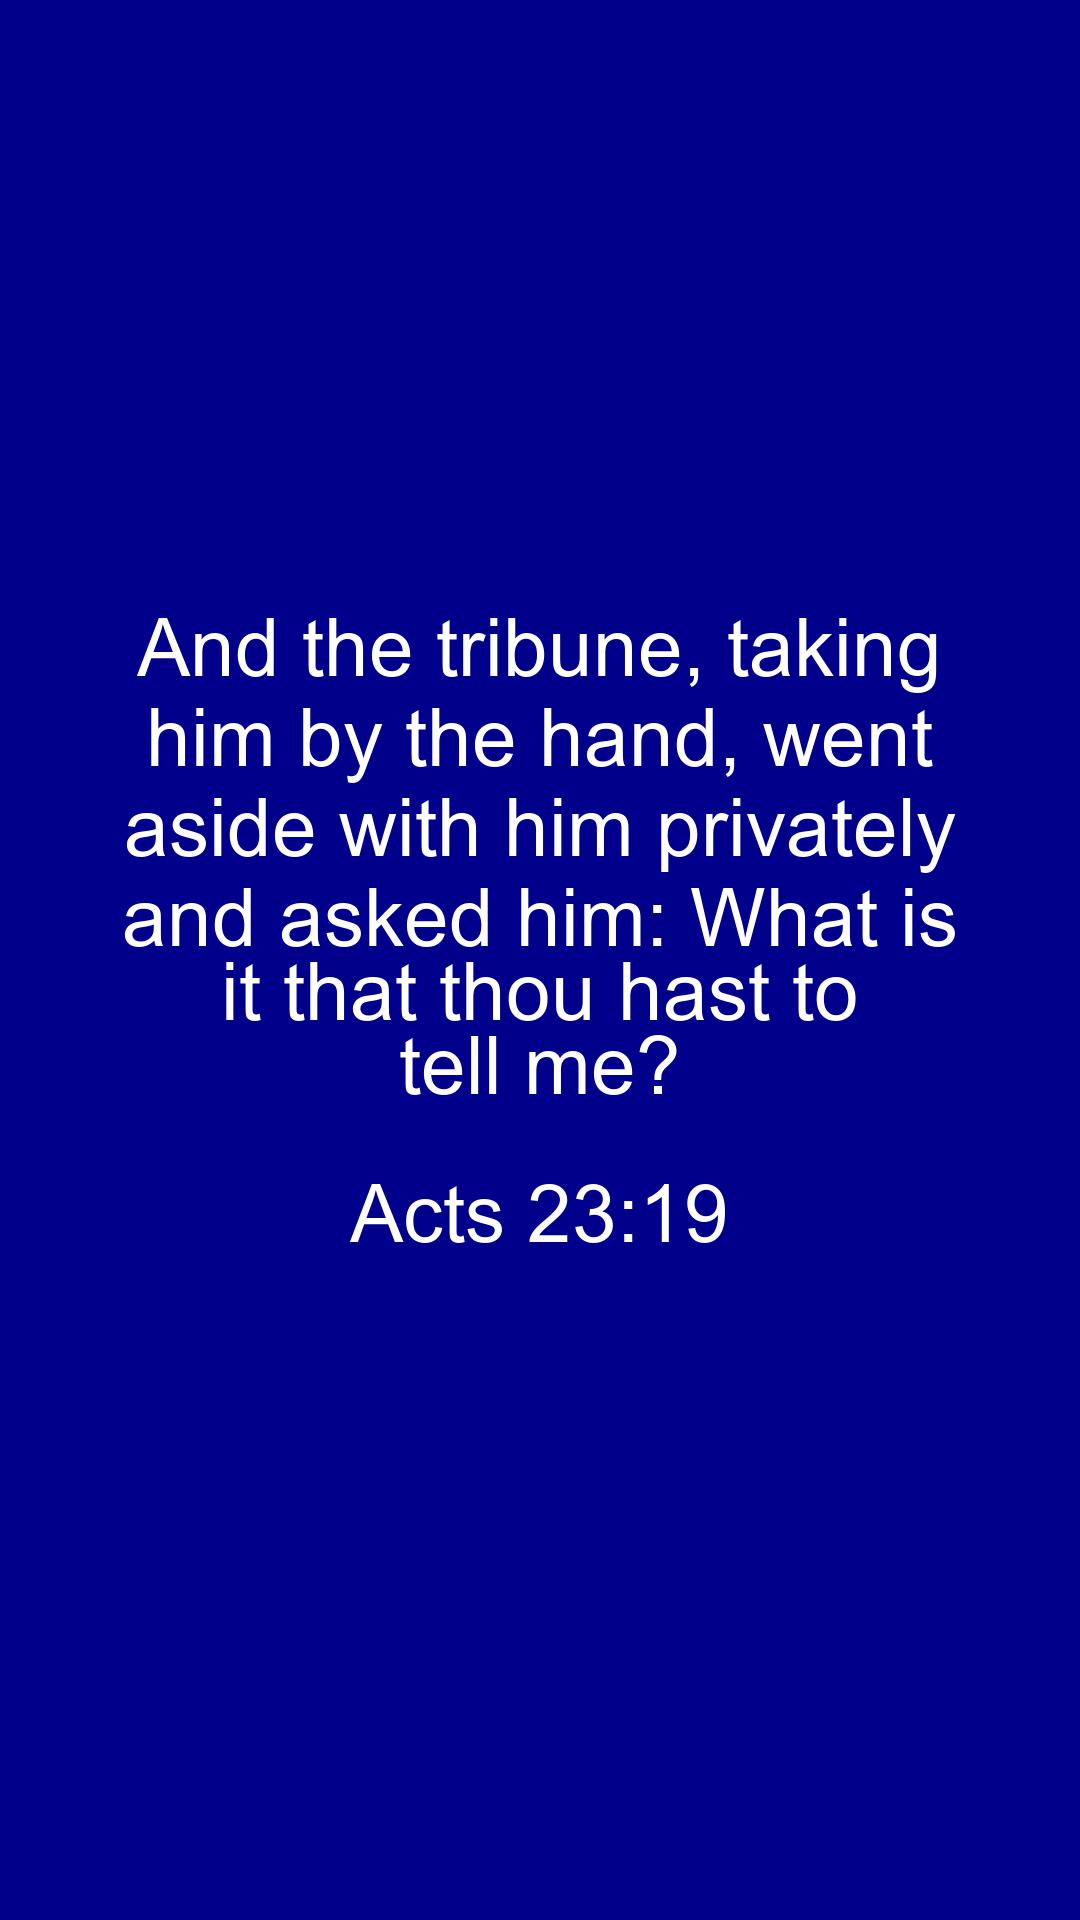 And the tribune, taking
him by the hand, went
aside with him privately
and asked him: What is
it that thou hast to
tell me?
Acts 23:19